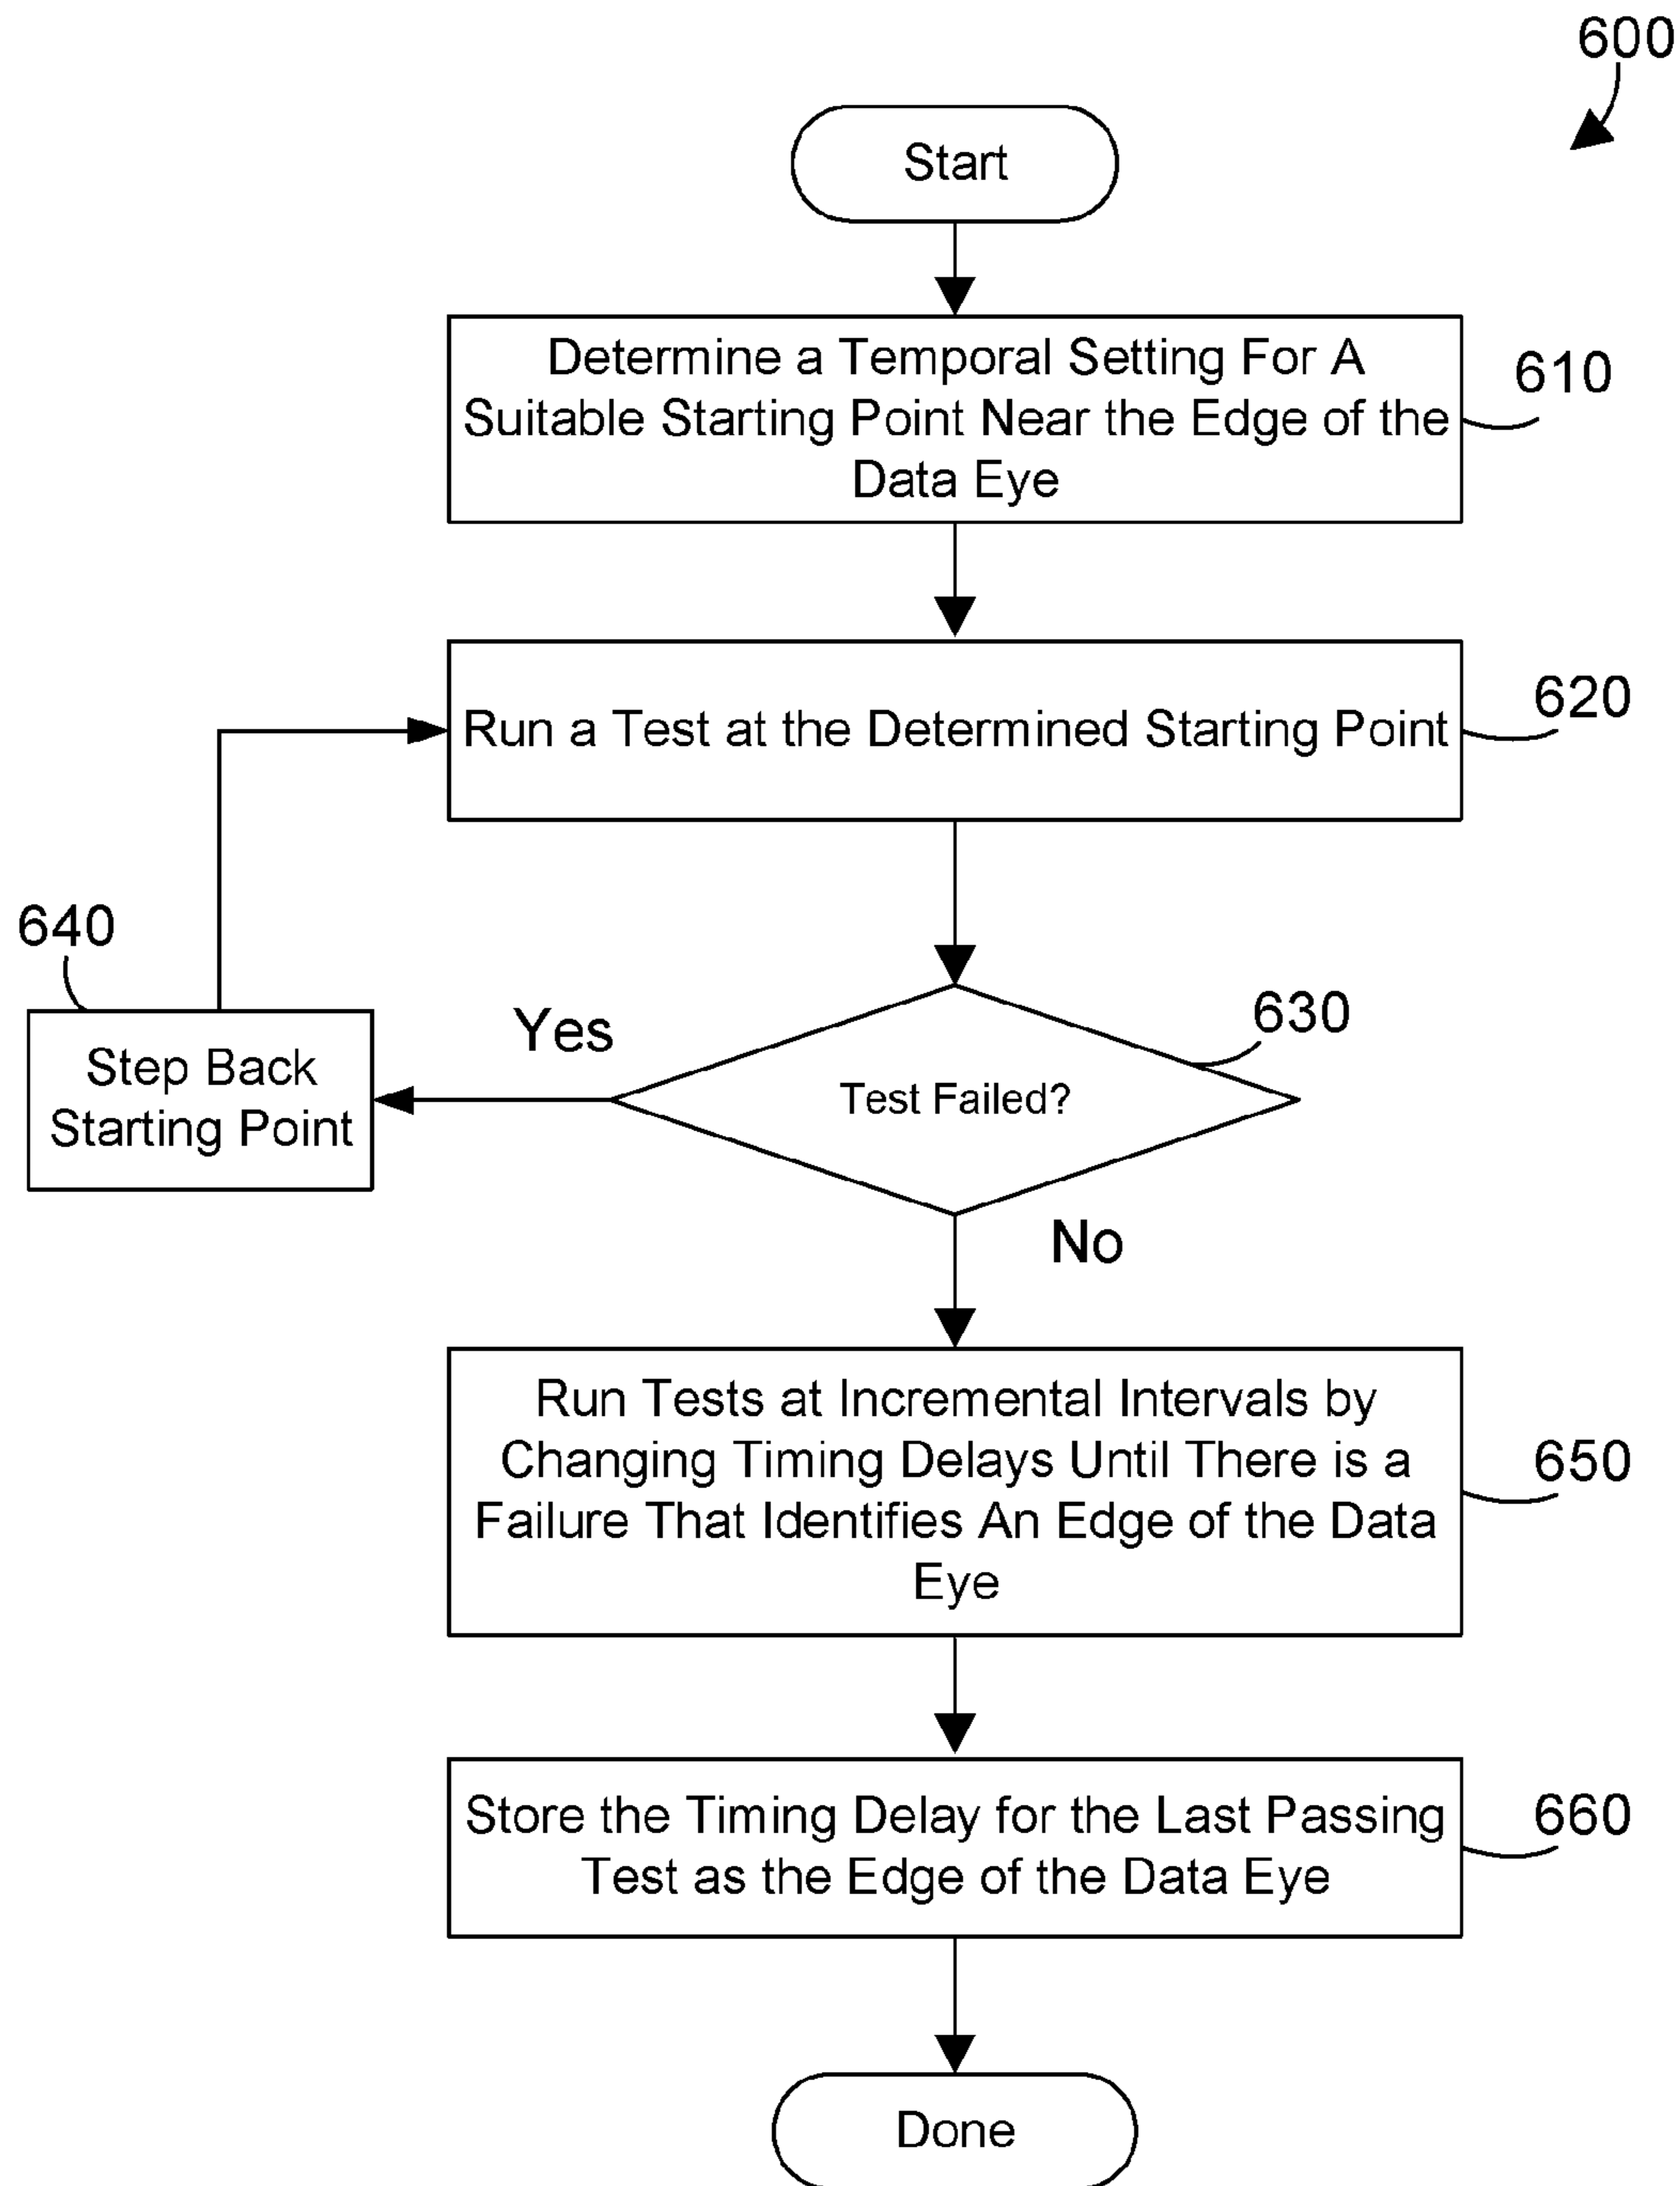 600
Start
Determine a Temporal Setting For A
Suitable Starting Point Near the Edge of the
Data Eye
610
Run a Test at the Determined Starting Point
620
640
Step Back
Starting Point
Yes
Test Failed?
630
No
Run Tests at Incremental Intervals by
Changing Timing Delays Until There is a
Failure That Identifies An Edge of the Data
Eye
650
Store the Timing Delay for the Last Passing
Test as the Edge of the Data Eye
660
Done